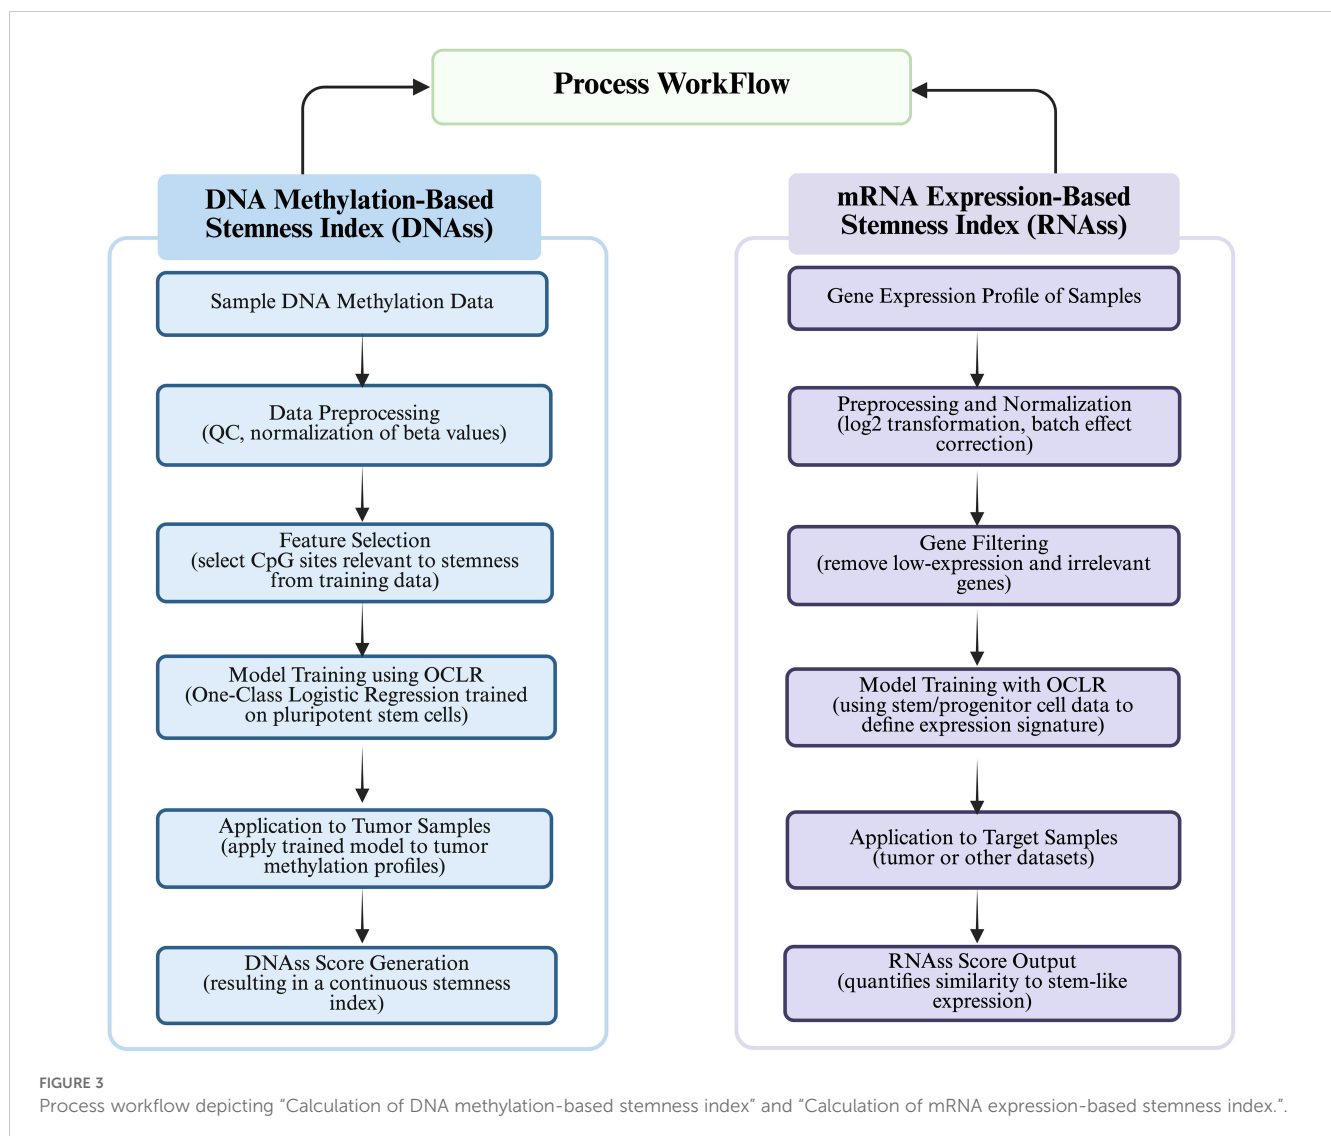 Process WorkFlow
DNA Methylation-Based
Stemness Index (DNAss)
Sample DNA Methylation Data
Data Preprocessing
(QC, normalization of beta values)
Feature Selection
(select CpG sites relevant to stemness
from training data)
Model Training using OCLR
(One-Class Logistic Regression trained
on pluripotent stem cells)
Application to Tumor Samples
(apply trained model to tumor
methylation profiles)
DNAss Score Generation
(resulting in a continuous stemness
index)
mRNA Expression-Based
Stemness Index (RNAss)
Gene Expression Profile of Samples
Preprocessing and Normalization
(log2 transformation, batch effect
correction)
Gene Filtering
(remove low-expression and irrelevant
genes)
Model Training with OCLR
(using stem/progenitor cell data to
define expression signature)
Application to Target Samples
(tumor or other datasets)
RNAss Score Output
(quantifies similarity to stem-like
expression)
FIGURE 3
Process workflow depicting “Calculation of DNA methylation-based stemness index” and “Calculation of mRNA expression-based stemness index.”.